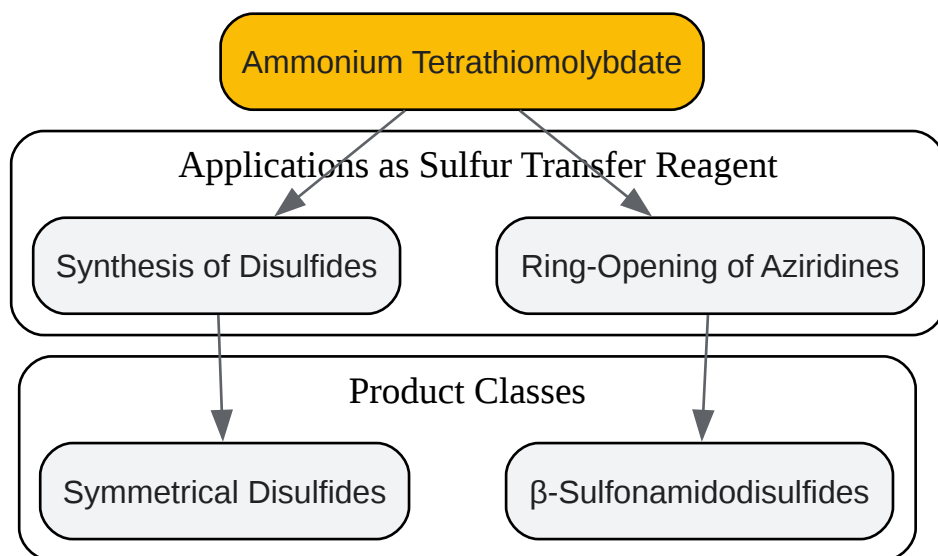 Ammonium Tetrathiomolybdate
Applications as Sulfur Transfer Reagent
Synthesis of Disulfides
Ring-Opening of Aziridines
Product Classes
Symmetrical Disulfides
β-Sulfonamidodisulfides